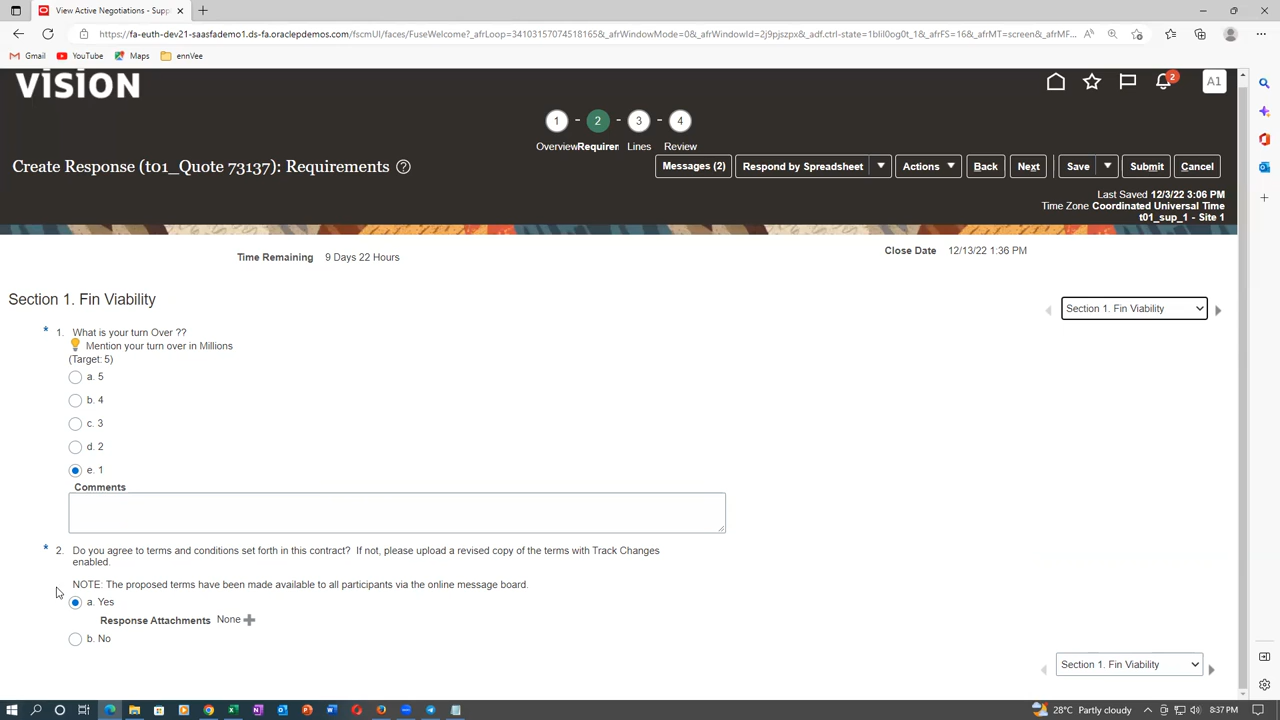 View Active Negotiations - Supp
https://fa-euth-dev21-saasfademo1.ds-fa.oraclepdemos.com/fscmUI/faces/FuseWelcome?_afrLoop=341031570745181​65&_afrWindowMode=0&_afrWindowId=2j9pjszpx&_adf.ctrl-state=1blil0og0t_1&_afrFS=16&_afrMT=screen&_afrMF...
Gmail YouTube Maps ennVee
VISION
2 A1
1 2 3 4
Overview Requiren Lines Review
Create Response (t01_Quote 73137): Requirements
Messages (2) Respond by Spreadsheet Actions Back Next Save Submit Cancel
Last Saved 12/3/22 3:06 PM
Time Zone Coordinated Universal Time
t01_sup_1 - Site 1
Time Remaining 9 Days 22 Hours Close Date 12/13/22 1:36 PM
Section 1. Fin Viability Section 1. Fin Viability
* 1. What is your turn Over ??
Mention your turn over in Millions
(Target: 5)
a. 5
b. 4
c. 3
d. 2
e. 1
Comments
* 2. Do you agree to terms and conditions set forth in this contract? If not, please upload a revised copy of the terms with Track Changes
enabled.
NOTE: The proposed terms have been made available to all participants via the online message board.
a. Yes
Response Attachments None
b. No
Section 1. Fin Viability
28°C Partly cloudy 8:37 PM